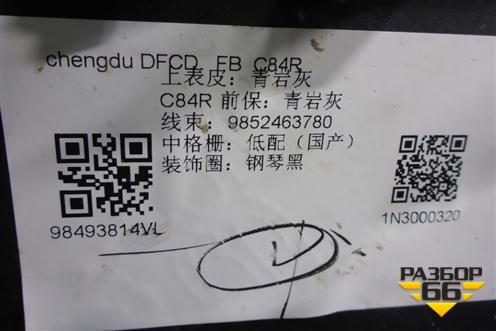 chengdu DFCD FB C84R
上表皮：青岩灰
C84R 前保：青岩灰
线束：9852463780
中格栅：低配（国产）
装饰圈：钢琴黑
98493814VL
1N3000320
РАЗБОР
66